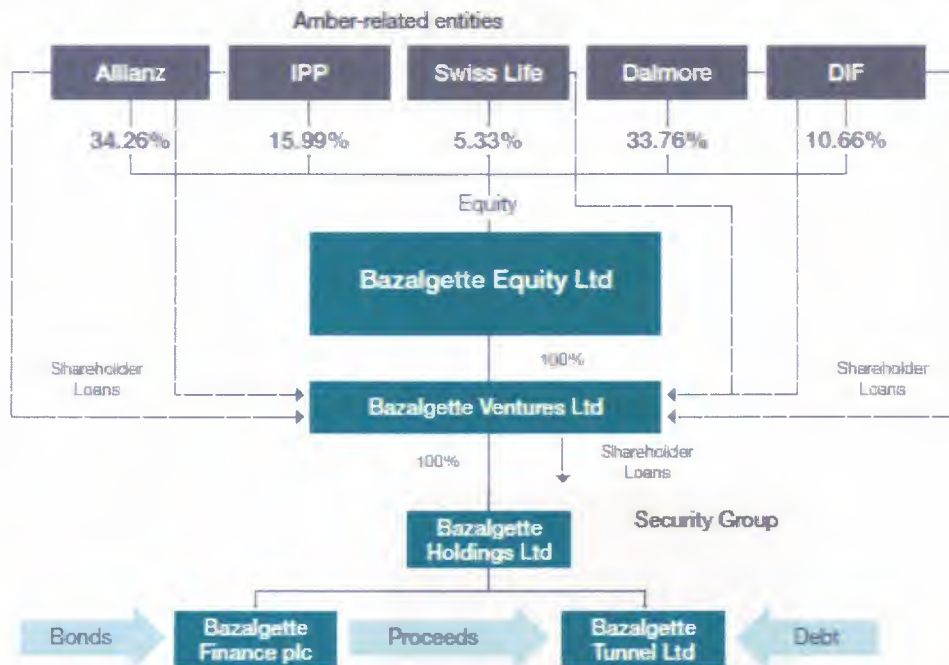 Amber-related entities
Allianz
IPP
Swiss Life
Dalmore
DIF
34.26%
15.99%
5.33%
33.76%
10.66%
Equity
Bazalgette Equity Ltd
100%
Shareholder
Loans
Shareholder
Loans
Bazalgette Ventures Ltd
100%
Shareholder
Loans
Security Group
Bazalgette
Holdings Ltd
Bonds
Bazalgette
Finance plc
Proceeds
Bazalgette
Tunnel Ltd
Debt